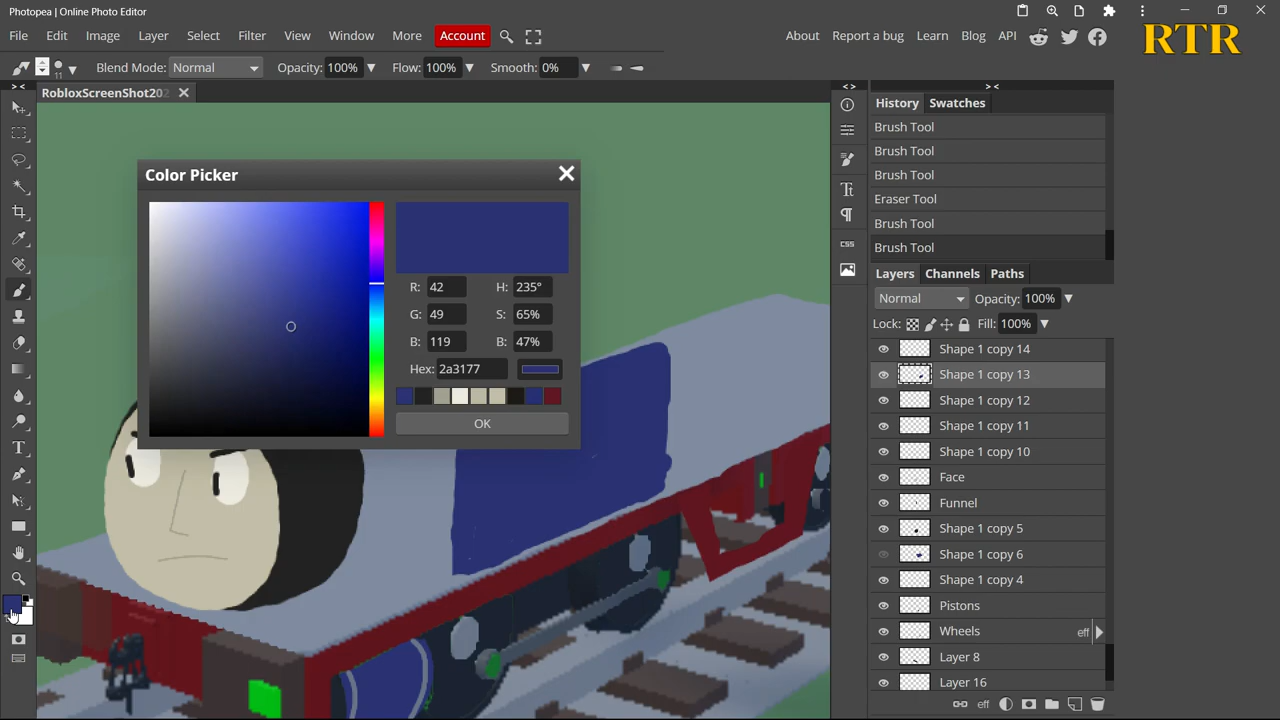 Photopea | Online Photo Editor
File Edit Image Layer Select Filter View Window More Account About Report a bug Learn Blog API
RTR
11 Blend Mode: Normal Opacity: 100% Flow: 100% Smooth: 0%
RobloxScreenShot202
Color Picker
R: 42 H: 235°
G: 49 S: 65%
B: 119 B: 47%
Hex: 2a3177
OK
CSS
History Swatches
Brush Tool
Brush Tool
Brush Tool
Eraser Tool
Brush Tool
Brush Tool
Layers Channels Paths
Normal Opacity: 100%
Lock: Fill: 100%
Shape 1 copy 14
Shape 1 copy 13
Shape 1 copy 12
Shape 1 copy 11
Shape 1 copy 10
Face
Funnel
Shape 1 copy 5
Shape 1 copy 6
Shape 1 copy 4
Pistons
Wheels eff
Layer 8
Layer 16
eff